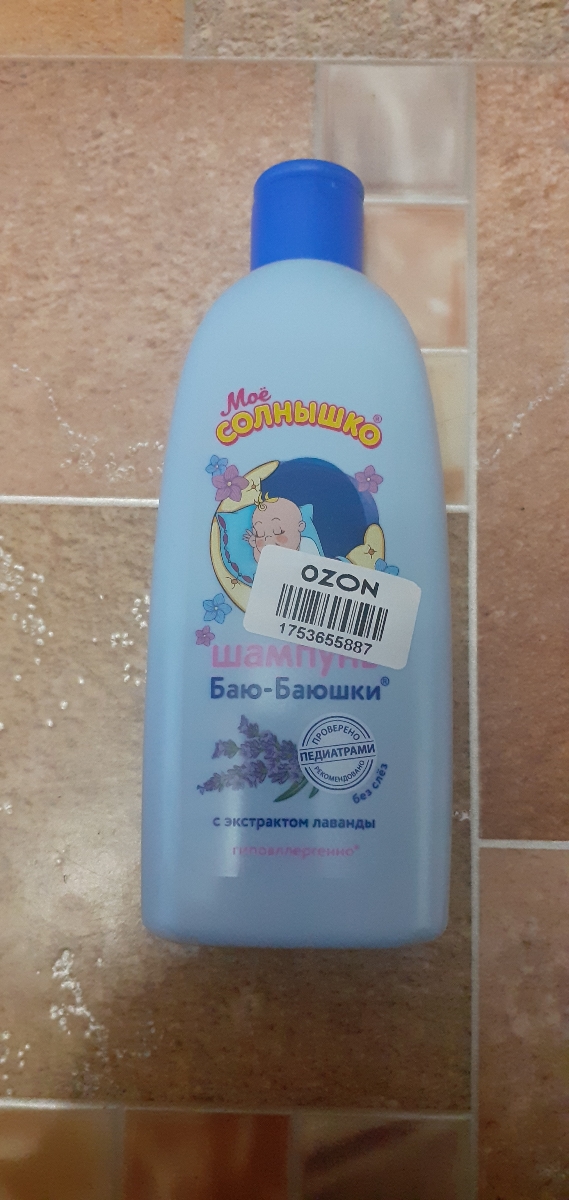 Моё
СОЛНЫШКО®
OZON
1753655887
шампунь
Баю-Баюшки®
ПРОВЕРЕНО
ПЕДИАТРАМИ
РЕКОМЕНДОВАНО
без слёз
с экстрактом лаванды
гипоаллергенно*